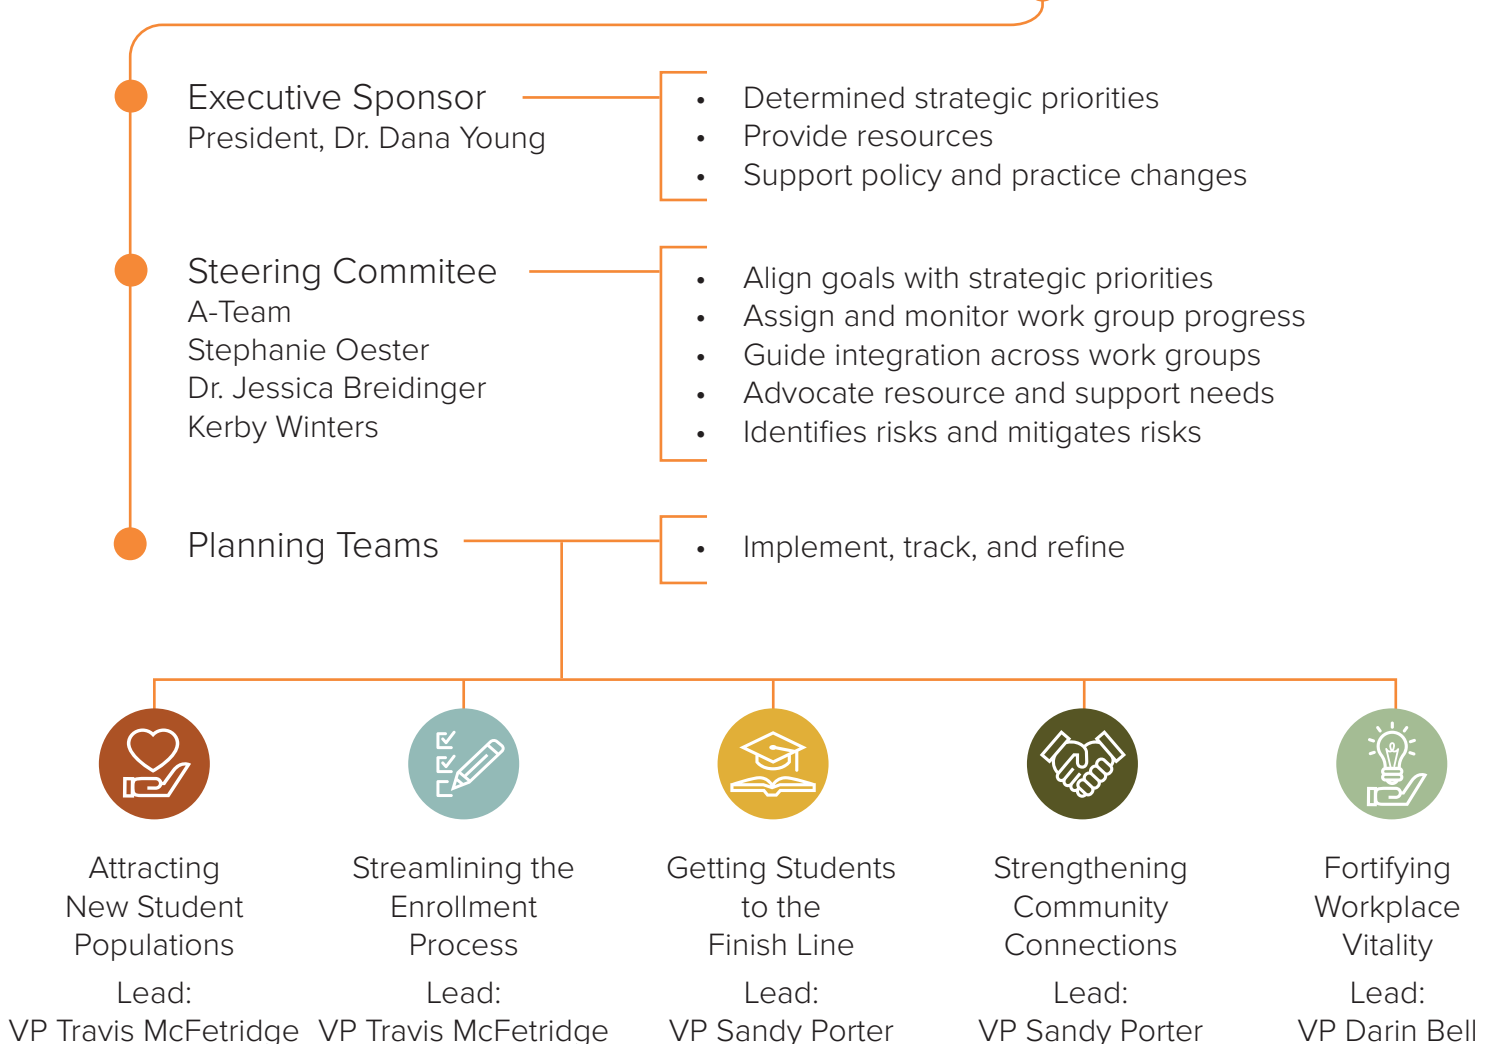 Executive Sponsor
President, Dr. Dana Young
• Determined strategic priorities
• Provide resources
• Support policy and practice changes
Steering Commitee
A-Team
Stephanie Oester
Dr. Jessica Breidinger
Kerby Winters
• Align goals with strategic priorities
• Assign and monitor work group progress
• Guide integration across work groups
• Advocate resource and support needs
• Identifies risks and mitigates risks
Planning Teams
• Implement, track, and refine
Attracting
New Student
Populations
Lead:
VP Travis McFetridge
Streamlining the
Enrollment
Process
Lead:
VP Travis McFetridge
Getting Students
to the
Finish Line
Lead:
VP Sandy Porter
Strengthening
Community
Connections
Lead:
VP Sandy Porter
Fortifying
Workplace
Vitality
Lead:
VP Darin Bell